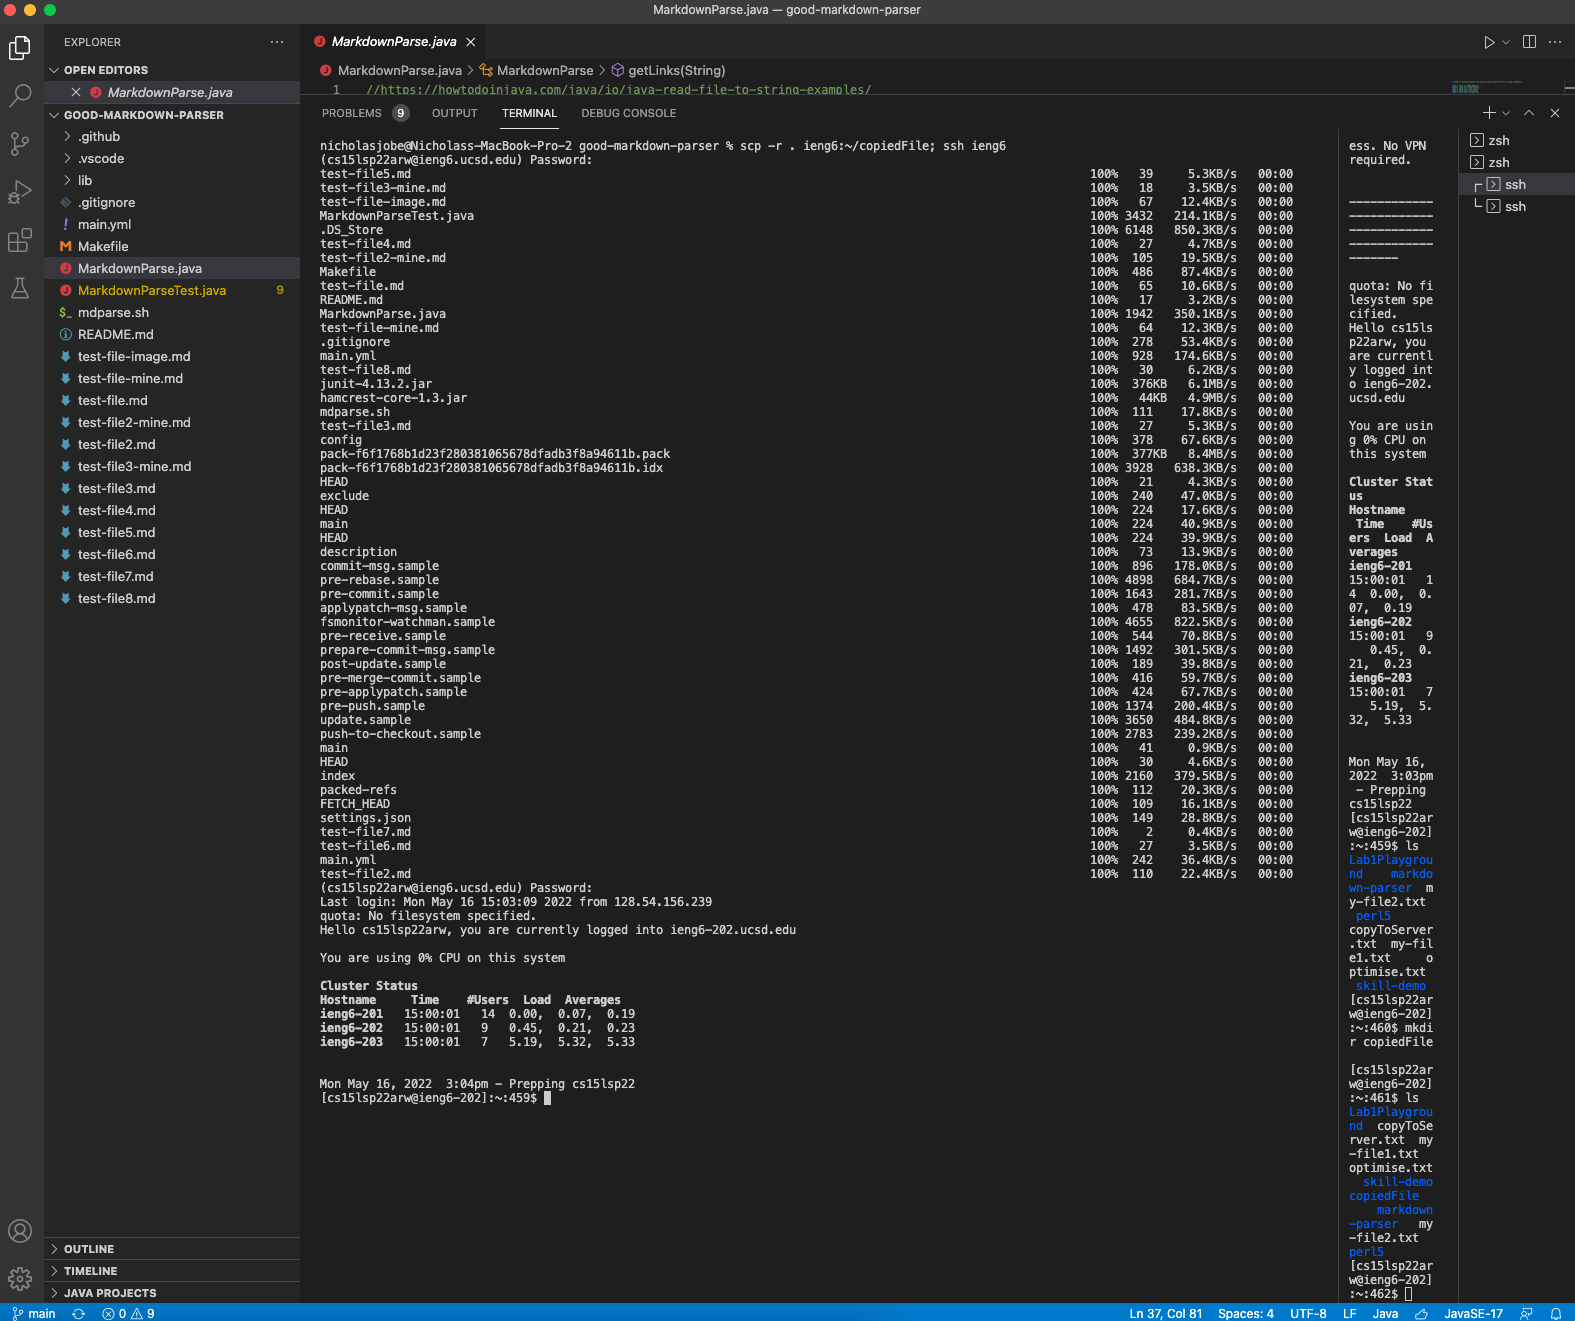 MarkdownParse.java — good-markdown-parser
EXPLORER
OPEN EDITORS
MarkdownParse.java
GOOD-MARKDOWN-PARSER
.github
.vscode
lib
.gitignore
main.yml
Makefile
MarkdownParse.java
MarkdownParseTest.java 9
mdparse.sh
README.md
test-file-image.md
test-file-mine.md
test-file.md
test-file2-mine.md
test-file2.md
test-file3-mine.md
test-file3.md
test-file4.md
test-file5.md
test-file6.md
test-file7.md
test-file8.md
OUTLINE
TIMELINE
JAVA PROJECTS
MarkdownParse.java
MarkdownParse.java > MarkdownParse > getLinks(String)
1 //https://howtodoinjava.com/java/io/java-read-file-to-string-examples/
PROBLEMS 9 OUTPUT TERMINAL DEBUG CONSOLE
nicholasjobe@Nicholass-MacBook-Pro-2 good-markdown-parser % scp -r . ieng6:~/copiedFile; ssh ieng6
(cs15lsp22arw@ieng6.ucsd.edu) Password:
test-file5.md 100% 39 5.3KB/s 00:00
test-file3-mine.md 100% 18 3.5KB/s 00:00
test-file-image.md 100% 67 12.4KB/s 00:00
MarkdownParseTest.java 100% 3432 214.1KB/s 00:00
.DS_Store 100% 6148 850.3KB/s 00:00
test-file4.md 100% 27 4.7KB/s 00:00
test-file2-mine.md 100% 105 19.5KB/s 00:00
Makefile 100% 486 87.4KB/s 00:00
test-file.md 100% 65 10.6KB/s 00:00
README.md 100% 17 3.2KB/s 00:00
MarkdownParse.java 100% 1942 350.1KB/s 00:00
test-file-mine.md 100% 64 12.3KB/s 00:00
.gitignore 100% 278 53.4KB/s 00:00
main.yml 100% 928 174.6KB/s 00:00
test-file8.md 100% 30 6.2KB/s 00:00
junit-4.13.2.jar 100% 376KB 6.1MB/s 00:00
hamcrest-core-1.3.jar 100% 44KB 4.9MB/s 00:00
mdparse.sh 100% 111 17.8KB/s 00:00
test-file3.md 100% 27 5.3KB/s 00:00
config 100% 378 67.6KB/s 00:00
pack-f6f1768b1d23f280381065678dfadb3f8a94611b.pack 100% 377KB 8.4MB/s 00:00
pack-f6f1768b1d23f280381065678dfadb3f8a94611b.idx 100% 3928 638.3KB/s 00:00
HEAD 100% 21 4.3KB/s 00:00
exclude 100% 240 47.0KB/s 00:00
HEAD 100% 224 17.6KB/s 00:00
main 100% 224 40.9KB/s 00:00
HEAD 100% 224 39.9KB/s 00:00
description 100% 73 13.9KB/s 00:00
commit-msg.sample 100% 896 178.0KB/s 00:00
pre-rebase.sample 100% 4898 684.7KB/s 00:00
pre-commit.sample 100% 1643 281.7KB/s 00:00
applypatch-msg.sample 100% 478 83.5KB/s 00:00
fsmonitor-watchman.sample 100% 4655 822.5KB/s 00:00
pre-receive.sample 100% 544 70.8KB/s 00:00
prepare-commit-msg.sample 100% 1492 301.5KB/s 00:00
post-update.sample 100% 189 39.8KB/s 00:00
pre-merge-commit.sample 100% 416 59.7KB/s 00:00
pre-applypatch.sample 100% 424 67.7KB/s 00:00
pre-push.sample 100% 1374 200.4KB/s 00:00
update.sample 100% 3650 484.8KB/s 00:00
push-to-checkout.sample 100% 2783 239.2KB/s 00:00
main 100% 41 0.9KB/s 00:00
HEAD 100% 30 4.6KB/s 00:00
index 100% 2160 379.5KB/s 00:00
packed-refs 100% 112 20.3KB/s 00:00
FETCH_HEAD 100% 109 16.1KB/s 00:00
settings.json 100% 149 28.8KB/s 00:00
test-file7.md 100% 2 0.4KB/s 00:00
test-file6.md 100% 27 3.5KB/s 00:00
main.yml 100% 242 36.4KB/s 00:00
test-file2.md 100% 110 22.4KB/s 00:00
(cs15lsp22arw@ieng6.ucsd.edu) Password:
Last login: Mon May 16 15:03:09 2022 from 128.54.156.239
quota: No filesystem specified.
Hello cs15lsp22arw, you are currently logged into ieng6-202.ucsd.edu
You are using 0% CPU on this system
Cluster Status
Hostname Time #Users Load Averages
ieng6-201 15:00:01 14 0.00, 0.07, 0.19
ieng6-202 15:00:01 9 0.45, 0.21, 0.23
ieng6-203 15:00:01 7 5.19, 5.32, 5.33
Mon May 16, 2022 3:04pm - Prepping cs15lsp22
[cs15lsp22arw@ieng6-202]:~:459$
ess. No VPN
required.
------------
------------
------------
------------
-------
quota: No fi
lesystem spe
cified.
Hello cs15ls
p22arw, you
are currentl
y logged int
o ieng6-202.
ucsd.edu
You are usin
g 0% CPU on
this system
Cluster Stat
us
Hostname
Time #Us
ers Load A
verages
ieng6-201
15:00:01 1
4 0.00, 0.
07, 0.19
ieng6-202
15:00:01 9
0.45, 0.
21, 0.23
ieng6-203
15:00:01 7
5.19, 5.
32, 5.33
Mon May 16,
2022 3:03pm
- Prepping
cs15lsp22
[cs15lsp22ar
w@ieng6-202]
:~:459$ ls
Lab1Playgrou
nd markdo
wn-parser m
y-file2.txt
perl5
copyToServer
.txt my-fil
e1.txt o
ptimise.txt
skill-demo
[cs15lsp22ar
w@ieng6-202]
:~:460$ mkdi
r copiedFile
[cs15lsp22ar
w@ieng6-202]
:~:461$ ls
Lab1Playgrou
nd copyToSe
rver.txt my
-file1.txt
optimise.txt
skill-demo
copiedFile
markdown
-parser my
-file2.txt
perl5
[cs15lsp22ar
w@ieng6-202]
:~:462$
zsh
zsh
ssh
ssh
main 0 9 Ln 37, Col 81 Spaces: 4 UTF-8 LF Java JavaSE-17